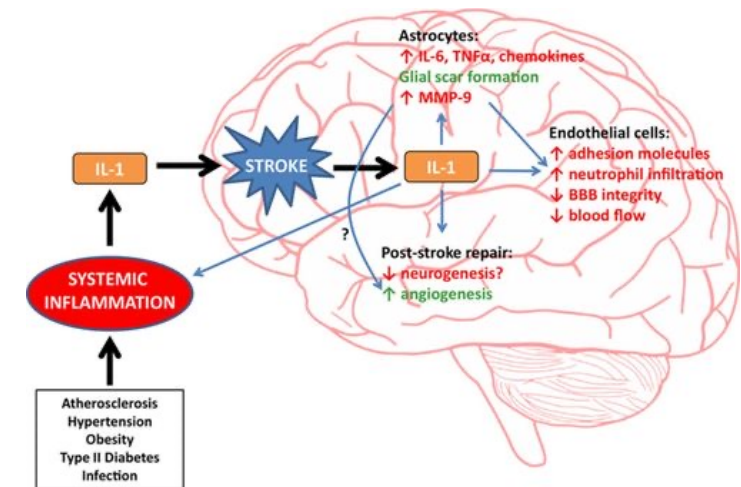 Astrocytes:
↑ IL-6, TNFα, chemokines
Glial scar formation
↑ MMP-9
Endothelial cells:
↑ adhesion molecules
↑ neutrophil infiltration
↓ BBB integrity
↓ blood flow
IL-1
STROKE
IL-1
?
Post-stroke repair:
↓ neurogenesis?
↑ angiogenesis
SYSTEMIC
INFLAMMATION
Atherosclerosis
Hypertension
Obesity
Type II Diabetes
Infection